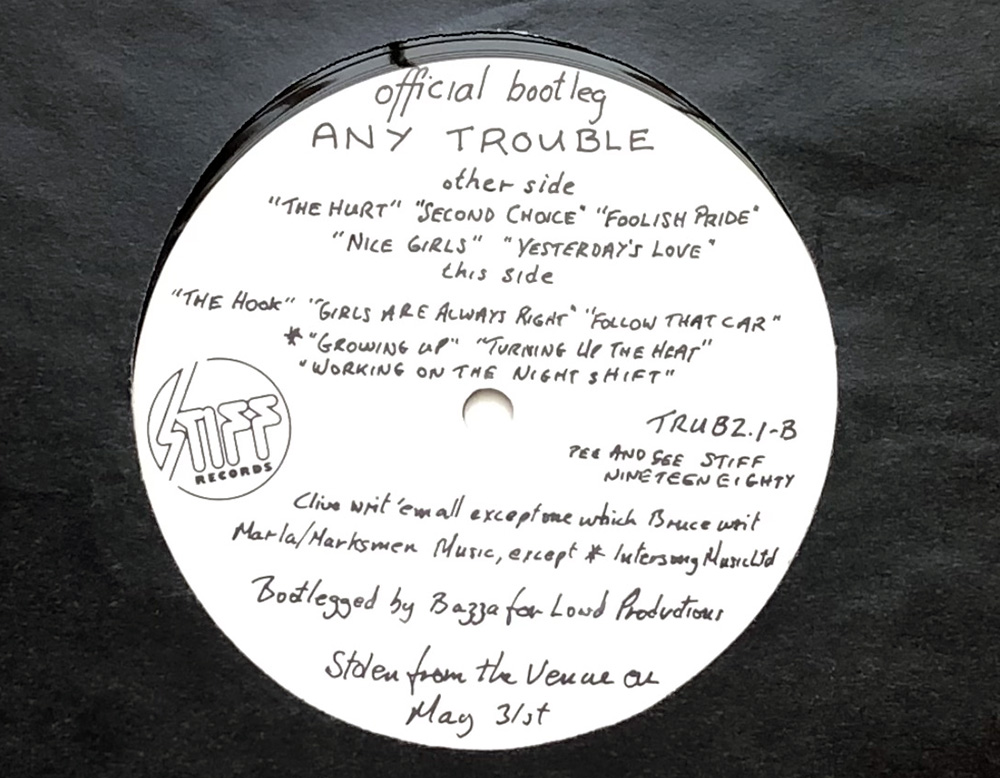 official bootleg
ANY TROUBLE
other side
"THE HURT" "SECOND CHOICE" "FOOLISH PRIDE"
"NICE GIRLS" "YESTERDAY'S LOVE"
this side
"THE HOOK" "GIRLS ARE ALWAYS RIGHT" "FOLLOW THAT CAR"
* "GROWING UP" "TURNING UP THE HEAT"
"WORKING ON THE NIGHT SHIFT"
STIFF
RECORDS
TRUBZ.1-B
PEE AND SEE STIFF
NINETEEN EIGHTY
Clive writ 'em all except one which Bruce writ
Marla/Marksmen Music, except * Intersong Music Ltd
Bootlegged by Bazza for Loud Productions
Stolen from the Venue on
May 31st